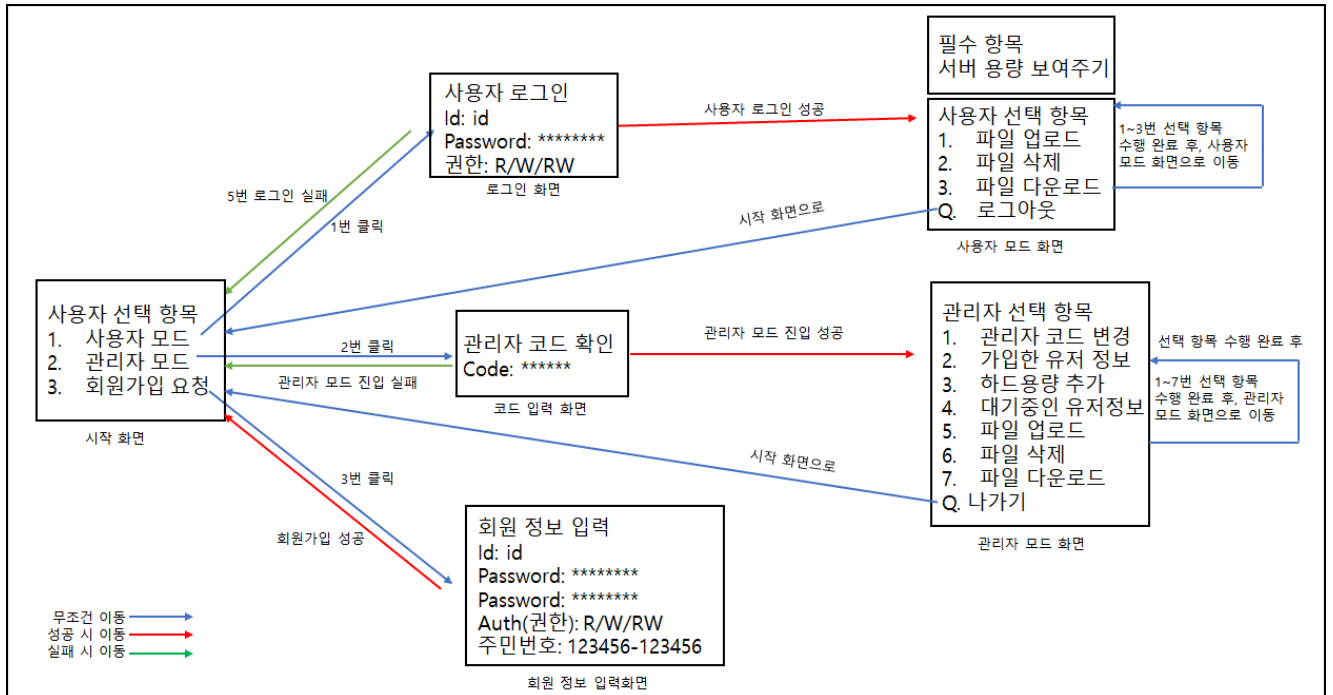 필수 항목
서버 용량 보여주기
사용자 로그인
Id: id
Password: ********
권한: R/W/RW
로그인 화면
사용자 로그인 성공
사용자 선택 항목
1. 파일 업로드
2. 파일 삭제
3. 파일 다운로드
Q. 로그아웃
사용자 모드 화면
1~3번 선택 항목
수행 완료 후, 사용자
모드 화면으로 이동
5번 로그인 실패
1번 클릭
시작 화면으로
사용자 선택 항목
1. 사용자 모드
2. 관리자 모드
3. 회원가입 요청
시작 화면
2번 클릭
관리자 모드 진입 실패
관리자 코드 확인
Code: ******
코드 입력 화면
관리자 모드 진입 성공
관리자 선택 항목
1. 관리자 코드 변경
2. 가입한 유저 정보
3. 하드용량 추가
4. 대기중인 유저정보
5. 파일 업로드
6. 파일 삭제
7. 파일 다운로드
Q. 나가기
관리자 모드 화면
선택 항목 수행 완료 후
1~7번 선택 항목
수행 완료 후, 관리자
모드 화면으로 이동
시작 화면으로
3번 클릭
회원가입 성공
회원 정보 입력
Id: id
Password: ********
Password: ********
Auth(권한): R/W/RW
주민번호: 123456-123456
회원 정보 입력화면
무조건 이동
성공 시 이동
실패 시 이동